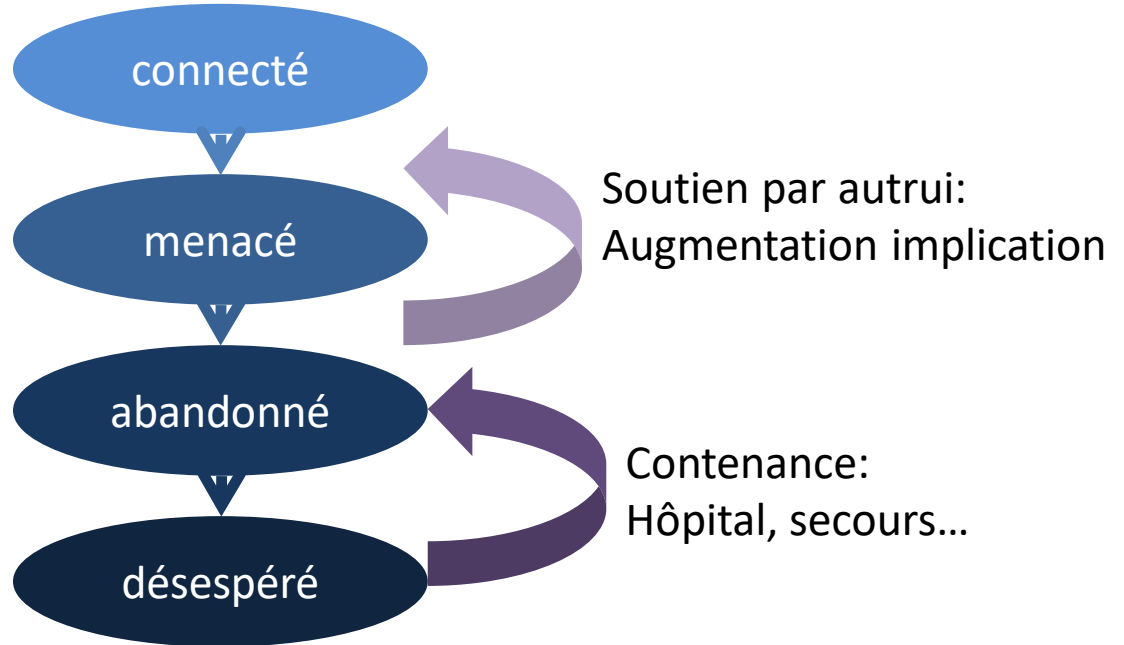 connecté
menacé
Soutien par autrui:
Augmentation implication
abandonné
Contenance:
Hôpital, secours…
désespéré